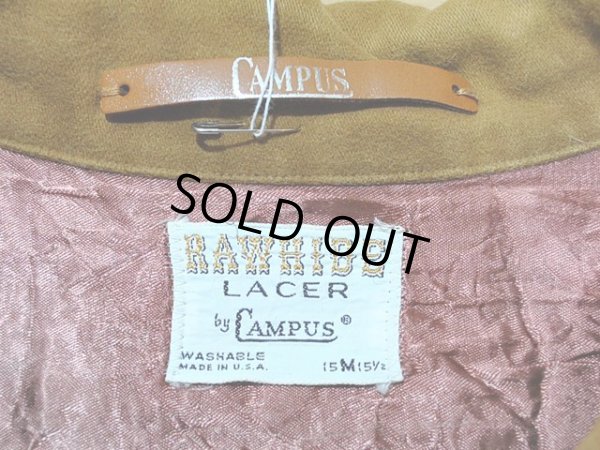 CAMPUS
SOLD OUT
RAWHIDE
LACER
by CAMPUS ®
WASHABLE
MADE IN U.S.A.
15 M 15½